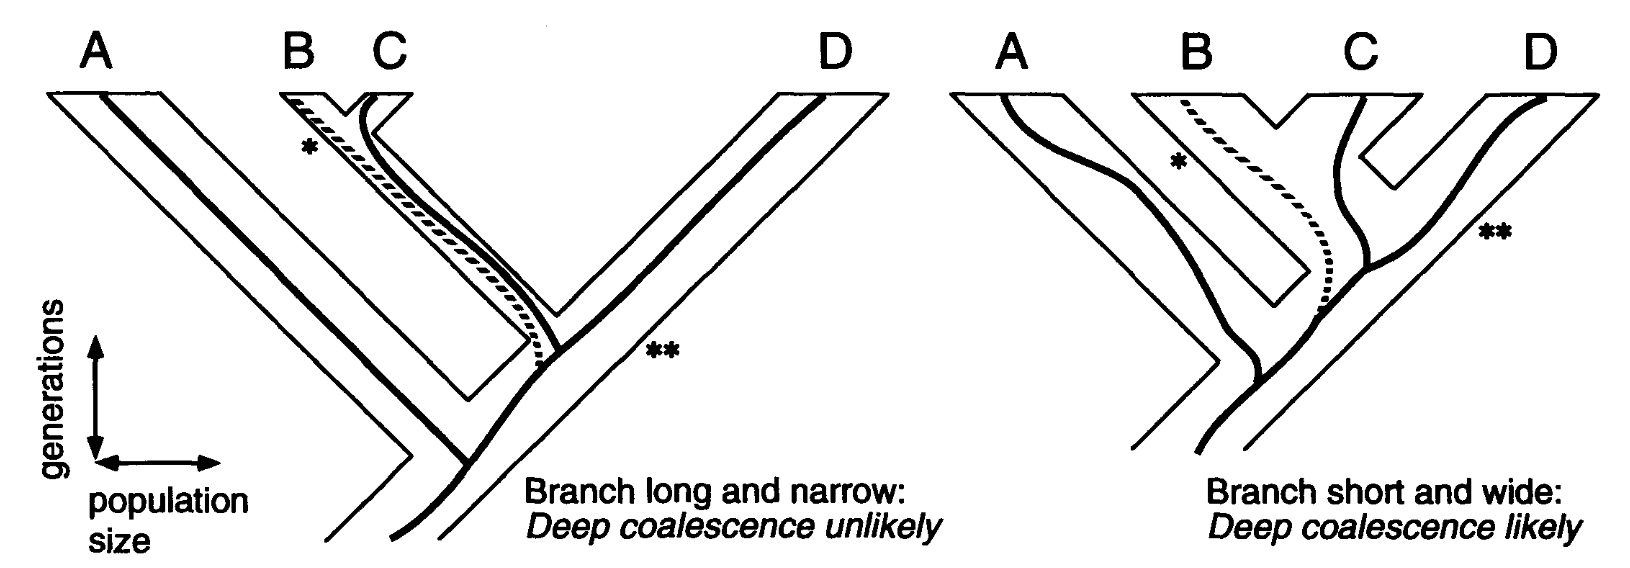 A B C D A B C D
*
*
**
**
generations
population
size
Branch long and narrow:
Deep coalescence unlikely
Branch short and wide:
Deep coalescence likely